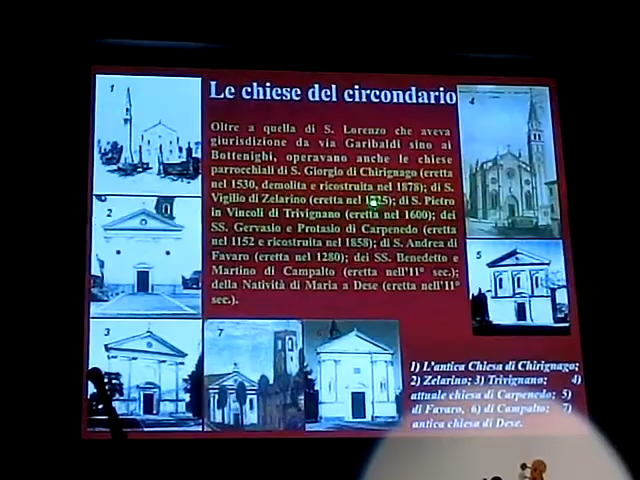 Le chiese del circondario
Oltre a quella di S. Lorenzo che aveva
giurisdizione da via Garibaldi sino ai
Bottenighi, operavano anche le chiese
parrocchiali di S. Giorgio di Chirignago (eretta
nel 1530, demolita e ricostruita nel 1878); di S.
Vigilio di Zelarino (eretta nel di S. Pietro
in Vincoli di Trivignano (eretta nel 1600); dei
SS. Gervasio e Protasio di Carpenedo (eretta
nel 1152 e ricostruita nel 1858); di S. Andrea di
Favaro (eretta nel 1280); dei SS. Benedetto e
Martino di Campalto (eretta nell'11° sec.);
della Natività di Maria a Dese (eretta nell'11°
sec.).
1
2
3
7
6
4
5
1) L'antica Chiesa di Chirignago;
2) Zelarino; 3) Trivignano; 4)
attuale chiesa di Carpenedo; 5)
di Favaro, 6) di Campalto; 7)
antica chiesa di Dese.